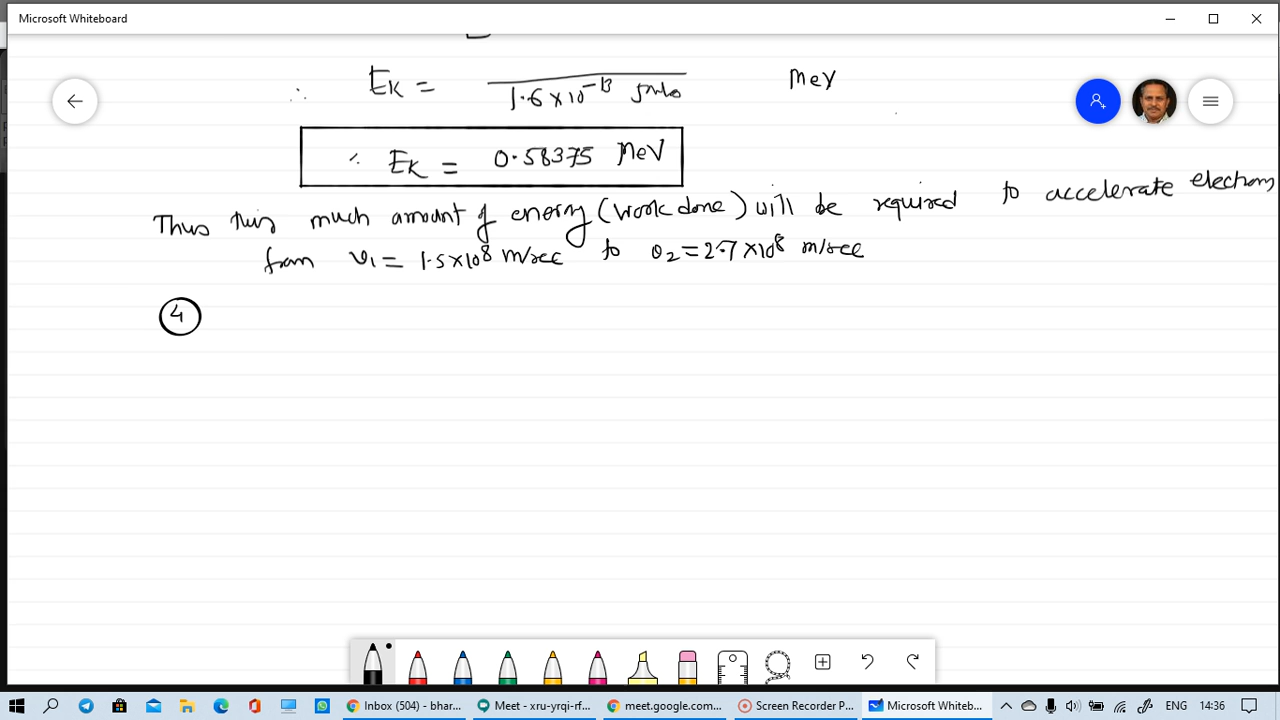 Microsoft Whiteboard
∴ EK = 1.6 × 10⁻¹³ MeV
∴ EK = 0.58375 MeV
Thus this much amount of energy (work done) will be required to accelerate electrons
from v₁ = 1.5×10⁸ m/sec to v₂ = 2.7×10⁸ m/sec
4
Inbox (504) - bhar...
Meet - xru-yrqi-rf...
meet.google.com...
Screen Recorder P...
Microsoft Whiteb...
ENG
14:36